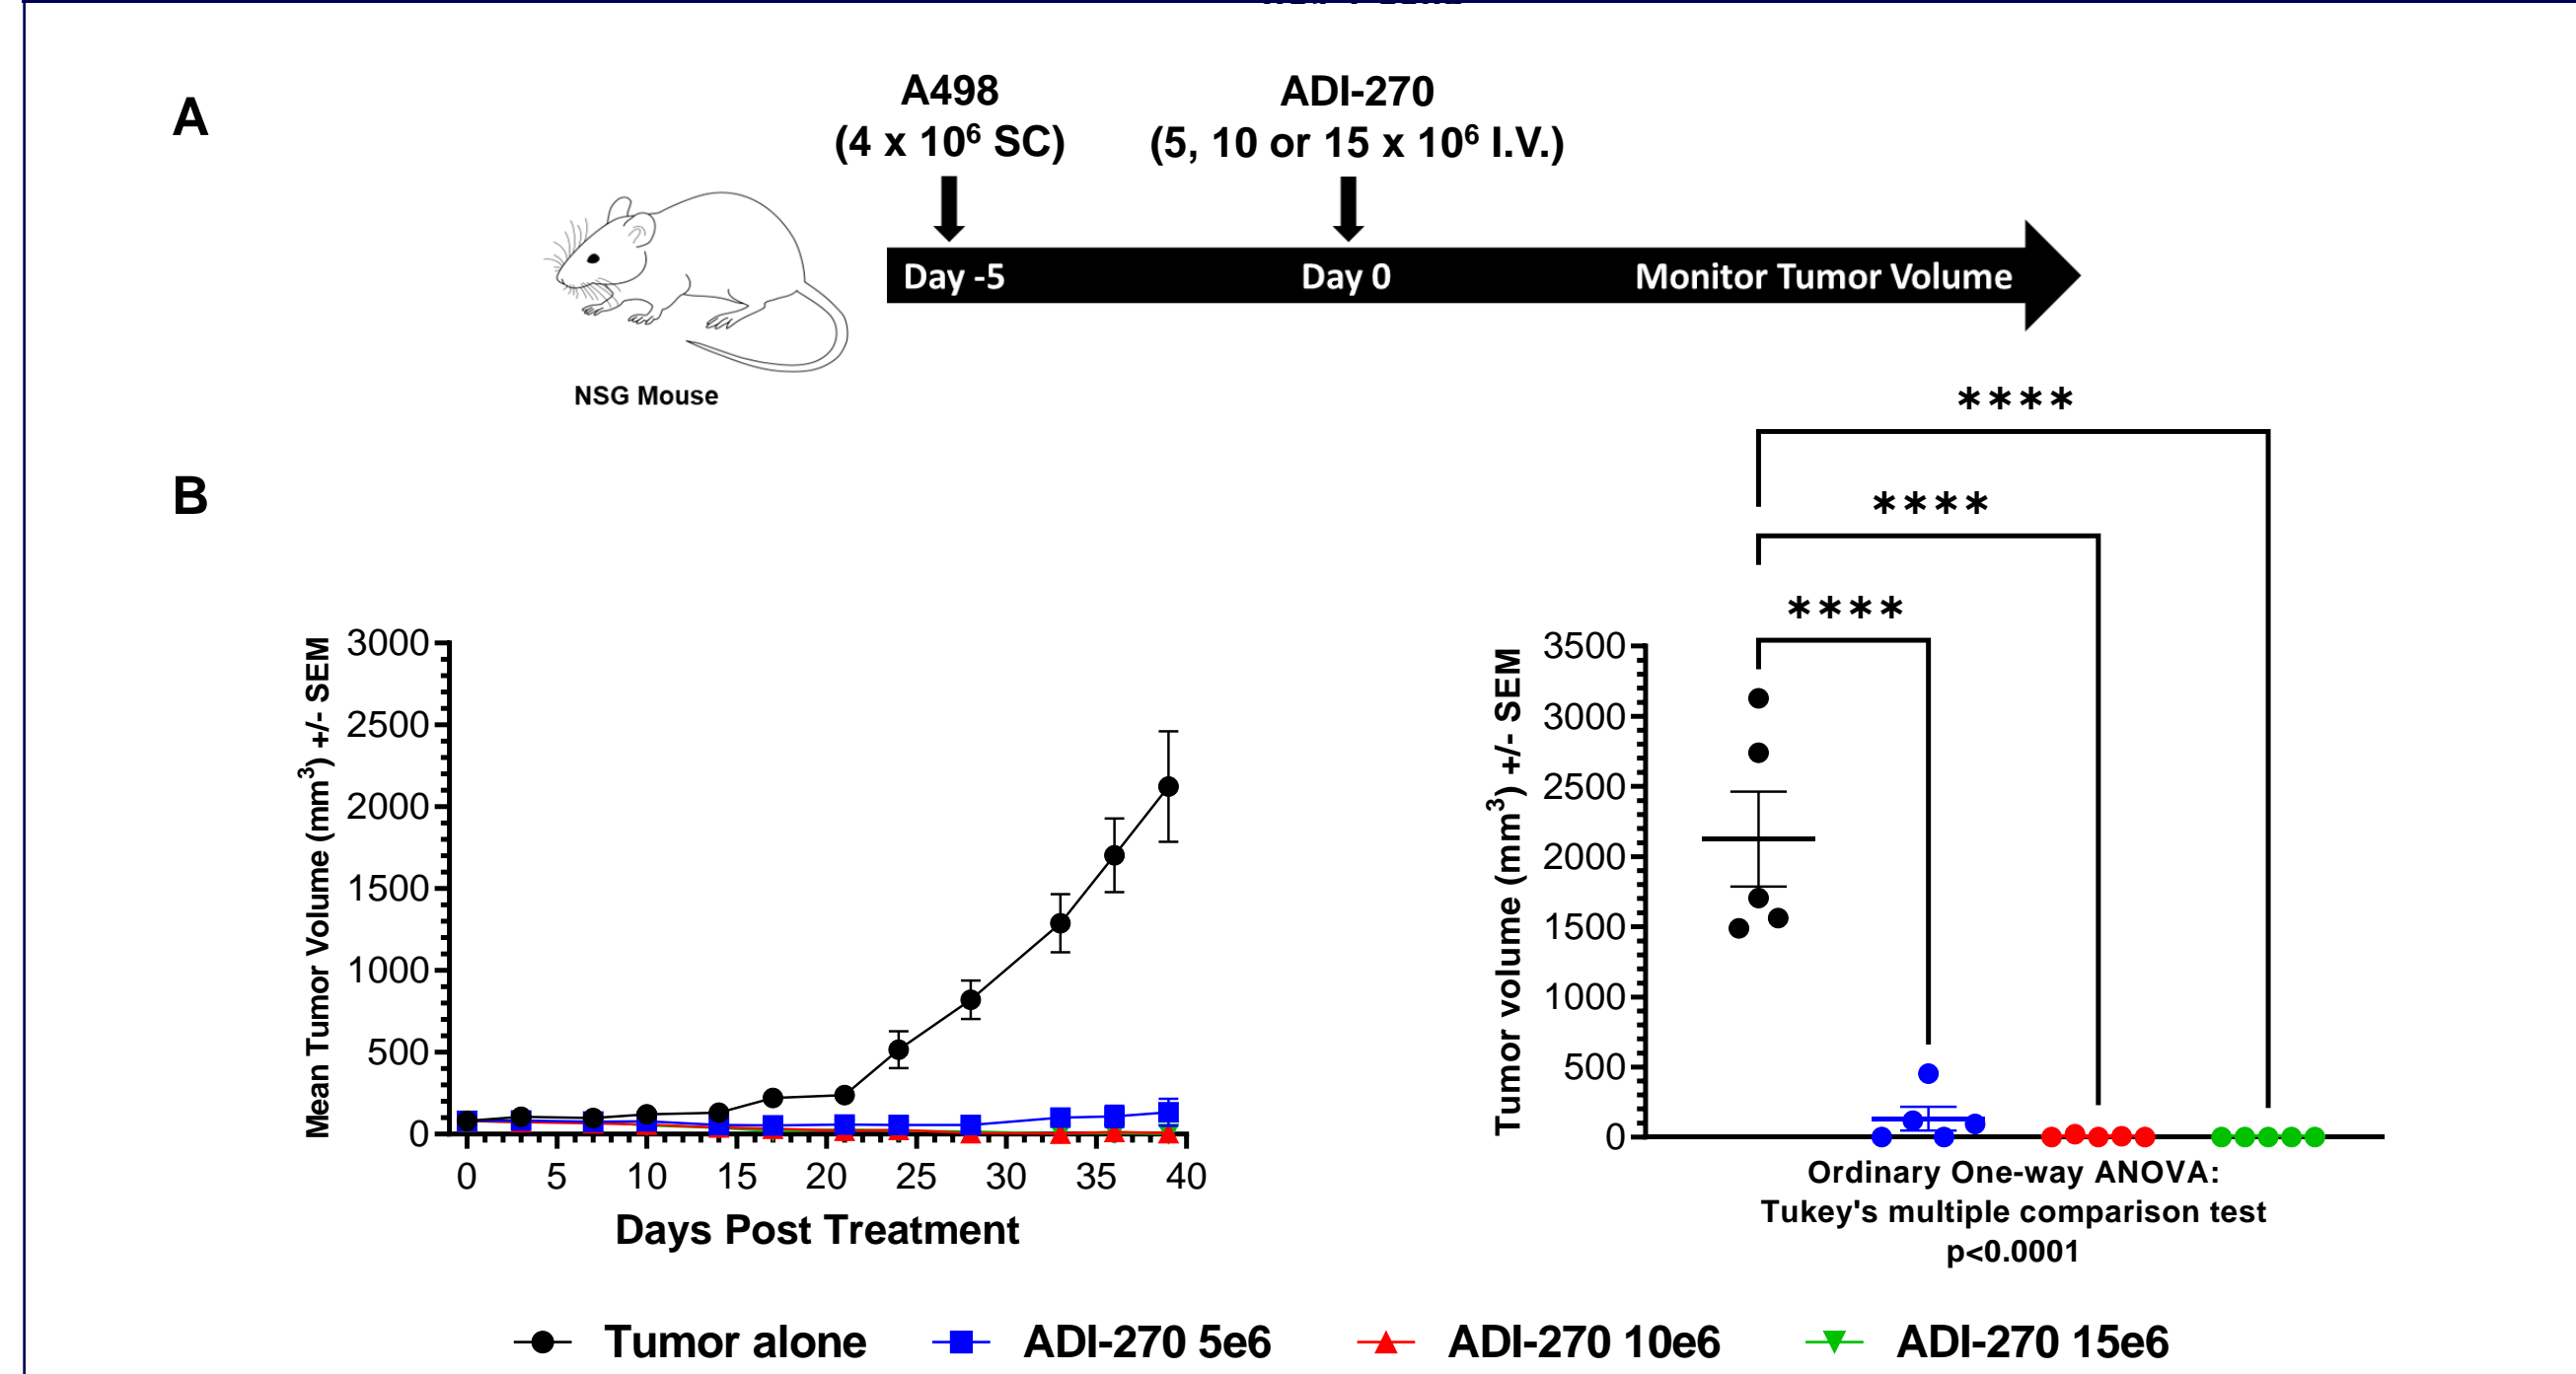 A
A498
(4 x 10⁶ SC)
ADI-270
(5, 10 or 15 x 10⁶ I.V.)
Day -5
Day 0
Monitor Tumor Volume
NSG Mouse
B
Mean Tumor Volume (mm³) +/- SEM
3000
2500
2000
1500
1000
500
0
0 5 10 15 20 25 30 35 40
Days Post Treatment
****
****
****
Tumor volume (mm³) +/- SEM
3500
3000
2500
2000
1500
1000
500
0
Ordinary One-way ANOVA:
Tukey's multiple comparison test
p<0.0001
Tumor alone ADI-270 5e6 ADI-270 10e6 ADI-270 15e6